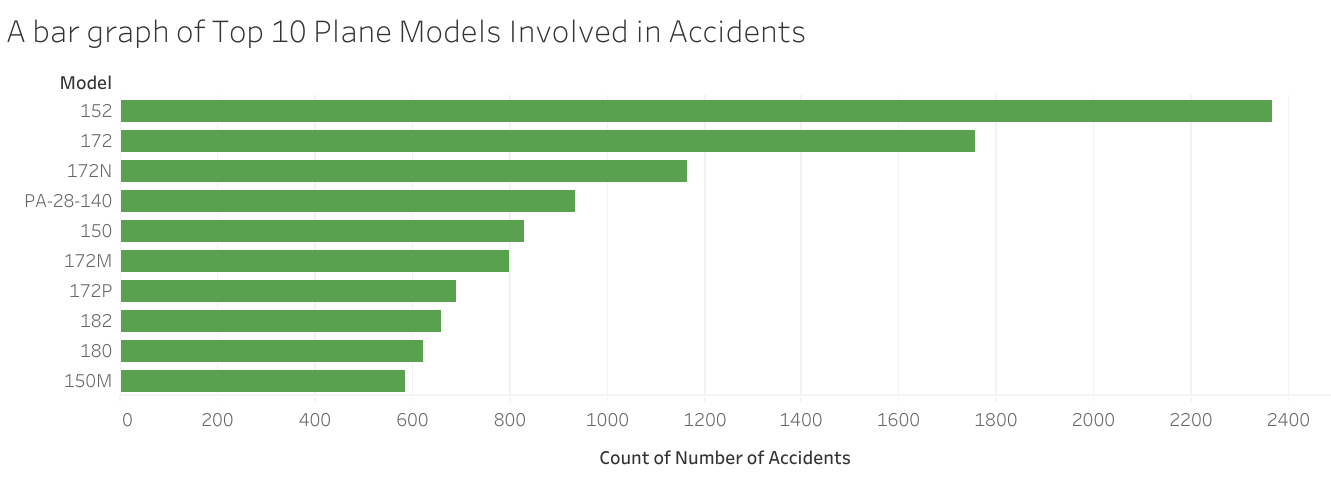 A bar graph of Top 10 Plane Models Involved in Accidents
Model
152
172
172N
PA-28-140
150
172M
172P
182
180
150M
0 200 400 600 800 1000 1200 1400 1600 1800 2000 2200 2400
Count of Number of Accidents